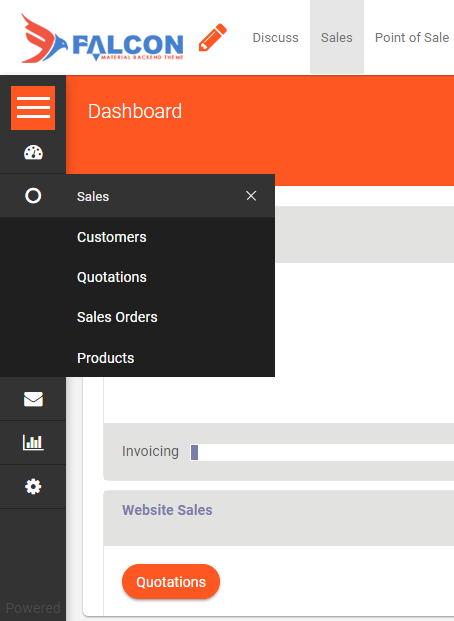 FALCON
MATERIAL BACKEND THEME
Discuss Sales Point of Sale
Dashboard
Sales
Customers
Quotations
Sales Orders
Products
Invoicing
Website Sales
Quotations
Powered